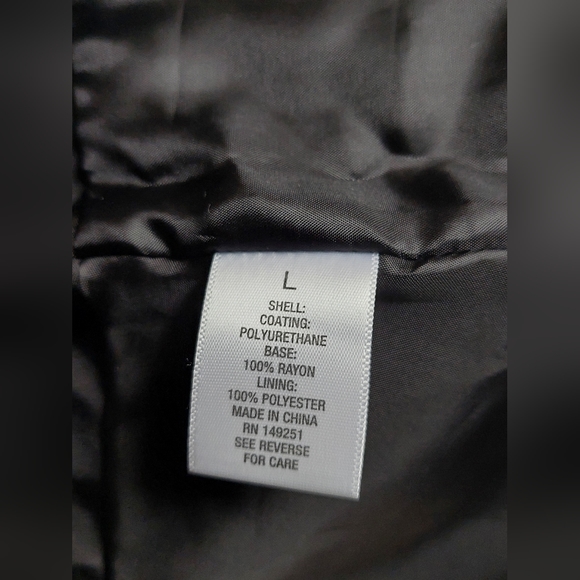 L
SHELL:
COATING:
POLYURETHANE
BASE:
100% RAYON
LINING:
100% POLYESTER
MADE IN CHINA
RN 149251
SEE REVERSE
FOR CARE